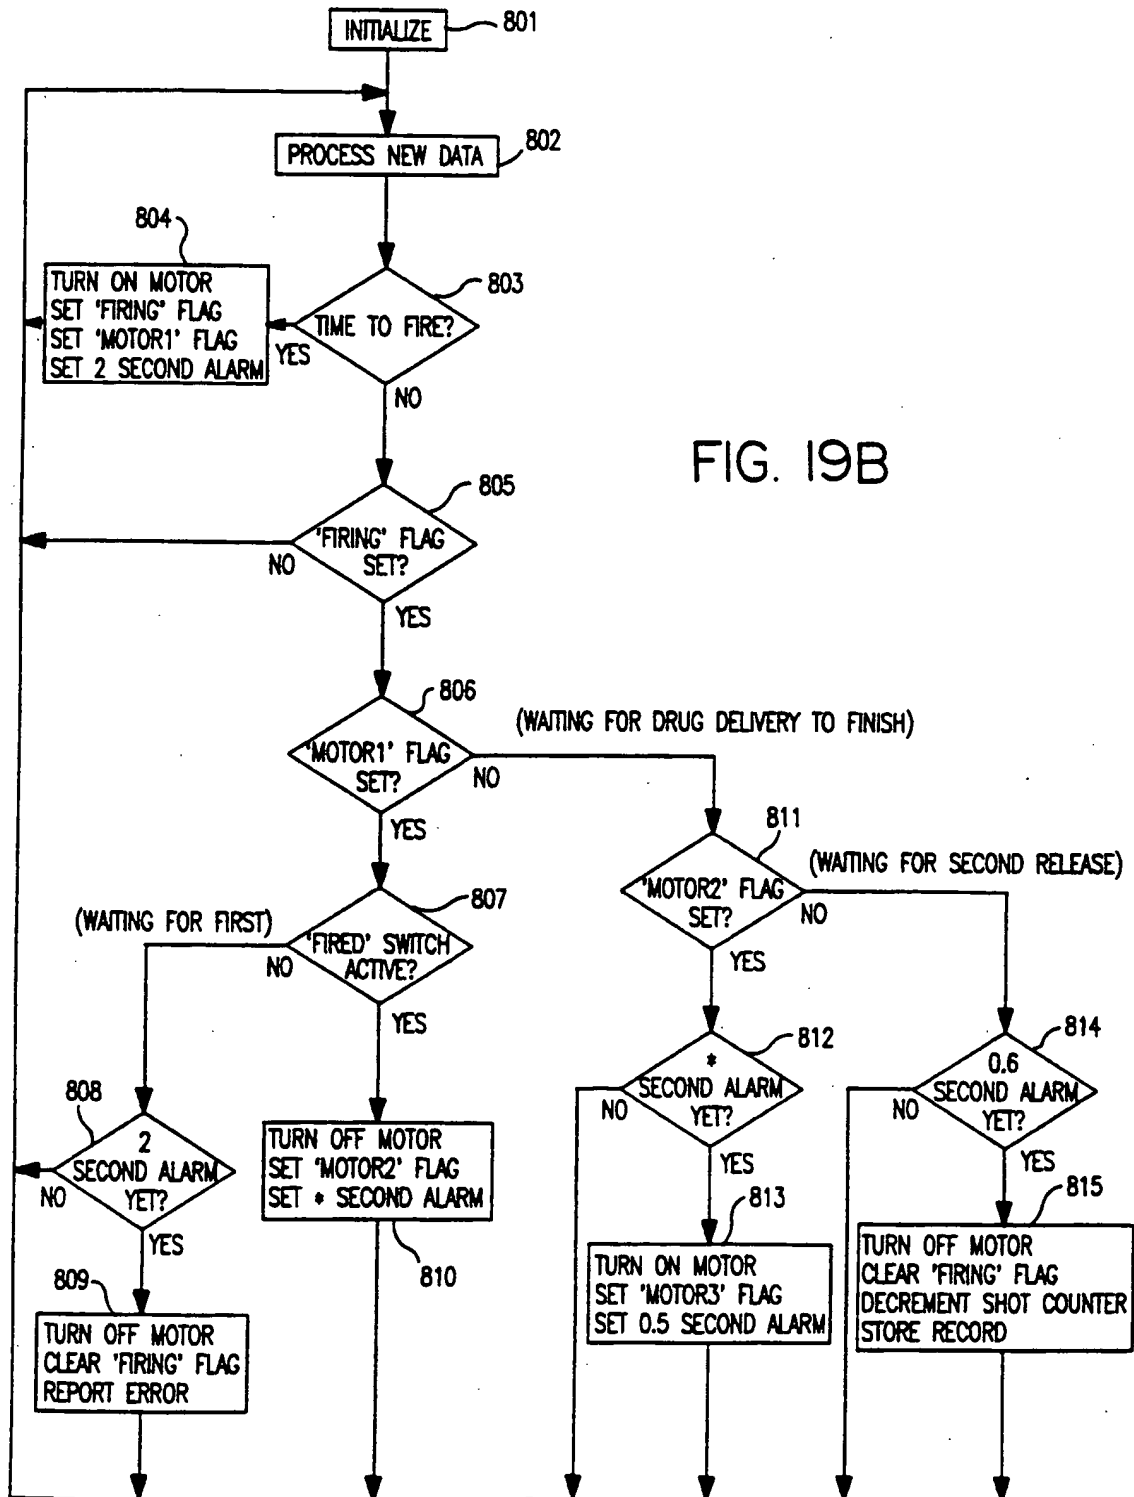 INITIALIZE
801
PROCESS NEW DATA
802
804
TURN ON MOTOR
SET 'FIRING' FLAG
SET 'MOTOR1' FLAG
SET 2 SECOND ALARM
803
TIME TO FIRE?
YES
NO
FIG. 19B
805
'FIRING' FLAG
SET?
NO
YES
806
'MOTOR1' FLAG
SET?
(WAITING FOR DRUG DELIVERY TO FINISH)
NO
YES
807
'FIRED' SWITCH
ACTIVE?
(WAITING FOR FIRST)
NO
YES
811
'MOTOR2' FLAG
SET?
(WAITING FOR SECOND RELEASE)
NO
YES
808
2
SECOND ALARM
YET?
NO
YES
TURN OFF MOTOR
SET 'MOTOR2' FLAG
SET * SECOND ALARM
810
812
*
SECOND ALARM
YET?
NO
YES
814
0.6
SECOND ALARM
YET?
NO
YES
809
TURN OFF MOTOR
CLEAR 'FIRING' FLAG
REPORT ERROR
813
TURN ON MOTOR
SET 'MOTOR3' FLAG
SET 0.5 SECOND ALARM
815
TURN OFF MOTOR
CLEAR 'FIRING' FLAG
DECREMENT SHOT COUNTER
STORE RECORD